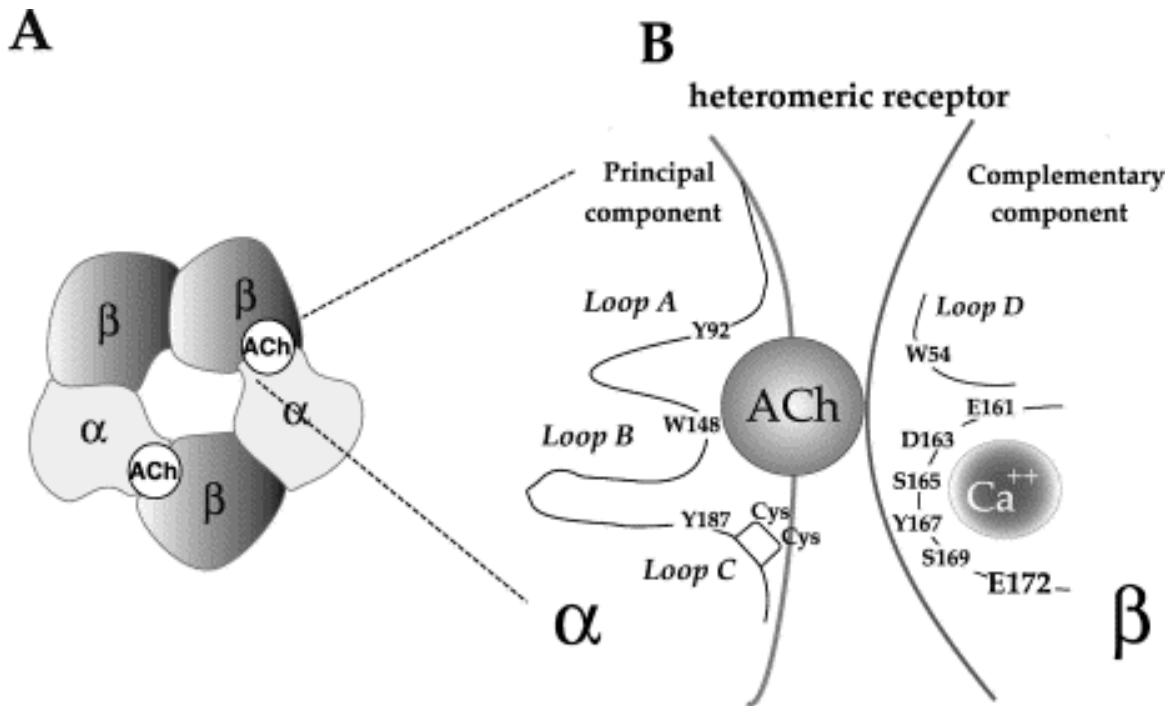 A
β
β
ACh
α
α
ACh
β
B
heteromeric receptor
Principal
component
Complementary
component
Loop A
Y92
Loop B
W148
Y187
Cys
Cys
Loop C
α
ACh
Loop D
W54
E161
D163
S165
Ca++
Y167
S169
E172
β